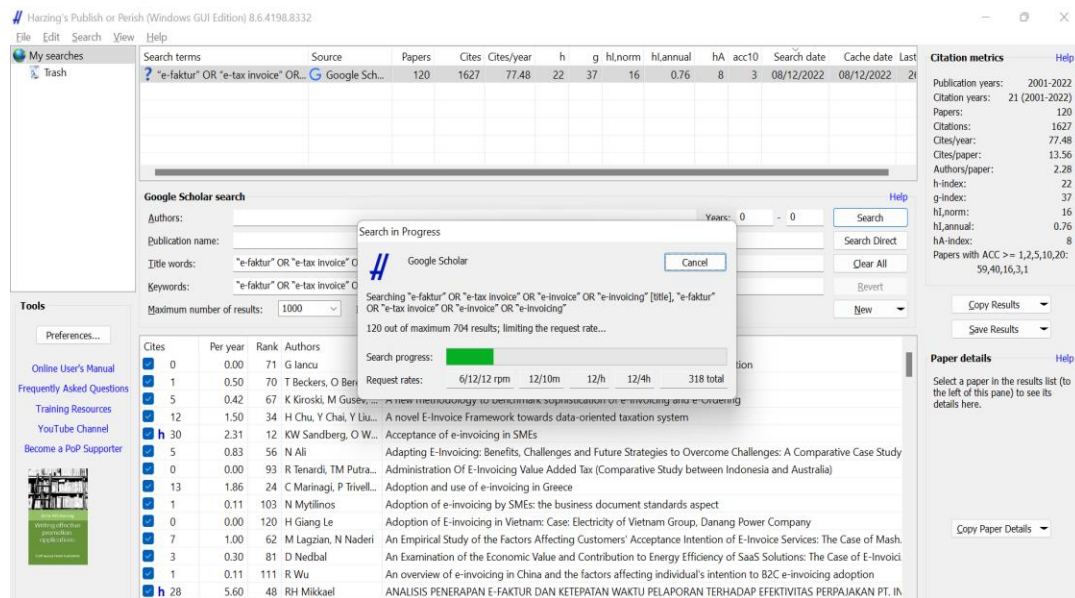 Harzing's Publish or Perish (Windows GUI Edition) 8.6.4198.8332
File Edit Search View Help
My searches
Trash
Search terms Source Papers Cites Cites/year h g hI,norm hI,annual hA acc10 Search date Cache date Last
"e-faktur" OR "e-tax invoice" OR... Google Sch... 120 1627 77.48 22 37 16 0.76 8 3 08/12/2022 08/12/2022
Citation metrics Help
Publication years: 2001-2022
Citation years: 21 (2001-2022)
Papers: 120
Citations: 1627
Cites/year: 77.48
Cites/paper: 13.56
Authors/paper: 2.28
h-index: 22
g-index: 37
hI,norm: 16
hI,annual: 0.76
hA-index: 8
Papers with ACC >= 1,2,5,10,20:
59,40,16,3,1
Copy Results
Save Results
Paper details Help
Select a paper in the results list (to
the left of this pane) to see its
details here.
Copy Paper Details
Google Scholar search Help
Authors: Years: 0 - 0 Search
Publication name: Search Direct
Title words: "e-faktur" OR "e-tax invoice" O Clear All
Keywords: "e-faktur" OR "e-tax invoice" O Revert
Maximum number of results: 1000 New
Search in Progress
Google Scholar Cancel
Searching "e-faktur" OR "e-tax invoice" OR "e-invoice" OR "e-invoicing" [title], "e-faktur"
OR "e-tax invoice" OR "e-invoice" OR "e-invoicing"
120 out of maximum 704 results; limiting the request rate...
Search progress:
Request rates: 6/12/12 rpm 12/10m 12/h 12/4h 318 total
Tools
Preferences...
Online User's Manual
Frequently Asked Questions
Training Resources
YouTube Channel
Become a PoP Supporter
Writing effective
promotion
applications
Cites Per year Rank Authors
0 0.00 71 G Iancu
1 0.50 70 T Beckers, O Ber
5 0.42 67 K Kiroski, M Gusev, ... A new methodology to benchmark sophistication of e-invoicing and e-Ordering
12 1.50 34 H Chu, Y Chai, Y Liu... A novel E-Invoice Framework towards data-oriented taxation system
h 30 2.31 12 KW Sandberg, O W... Acceptance of e-invoicing in SMEs
5 0.83 56 N Ali Adapting E-Invoicing: Benefits, Challenges and Future Strategies to Overcome Challenges: A Comparative Case Study
0 0.00 93 R Tenardi, TM Putra... Administration Of E-Invoicing Value Added Tax (Comparative Study between Indonesia and Australia)
13 1.86 24 C Marinagi, P Trivell... Adoption and use of e-invoicing in Greece
1 0.11 103 N Mytilinos Adoption of e-invoicing by SMEs: the business document standards aspect
0 0.00 120 H Giang Le Adoption of E-invoicing in Vietnam: Case: Electricity of Vietnam Group, Danang Power Company
7 1.00 62 M Lagzian, N Naderi An Empirical Study of the Factors Affecting Customers' Acceptance Intention of E-Invoice Services: The Case of Mash.
3 0.30 81 D Nedbal An Examination of the Economic Value and Contribution to Energy Efficiency of SaaS Solutions: The Case of E-Invoici.
1 0.11 111 R Wu An overview of e-invoicing in China and the factors affecting individual's intention to B2C e-invoicing adoption
h 28 5.60 48 RH Mikkael ANALISIS PENERAPAN E-FAKTUR DAN KETEPATAN WAKTU PELAPORAN TERHADAP EFEKTIVITAS PERPAJAKAN PT. IN